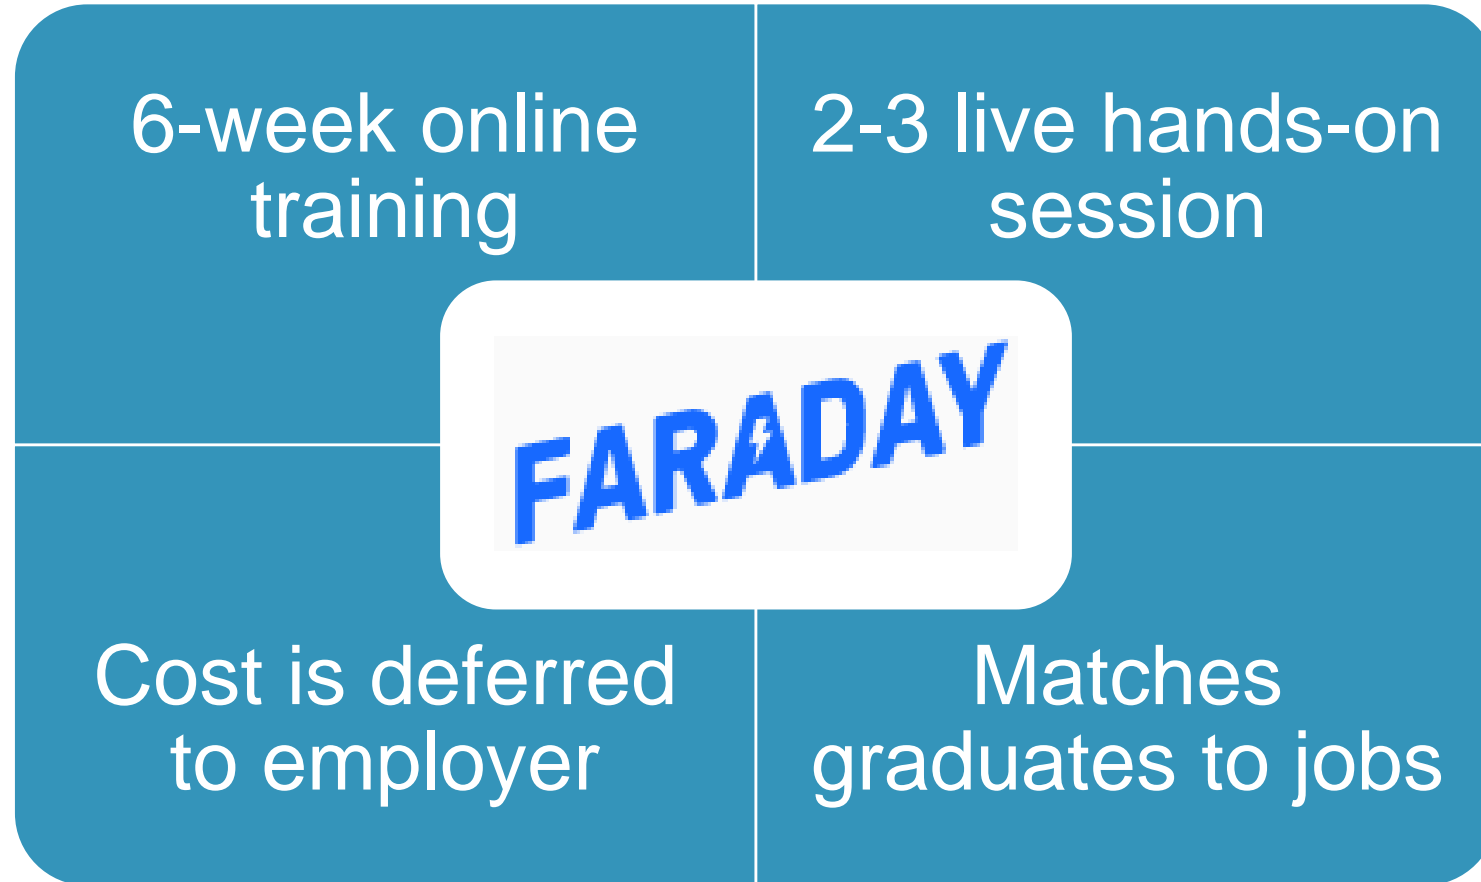 6-week online
training
2-3 live hands-on
session
FARADAY
Cost is deferred
to employer
Matches
graduates to jobs